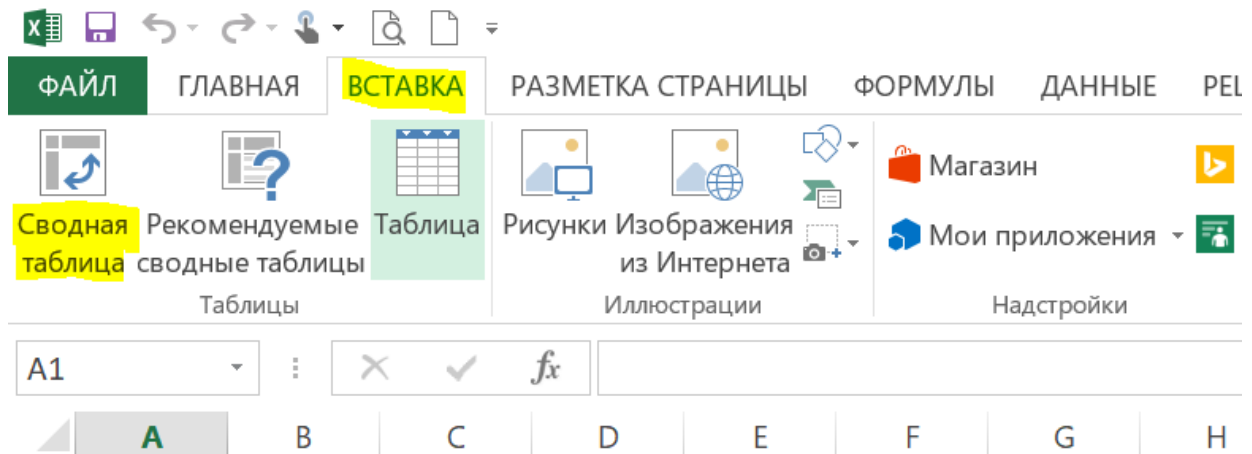 ФАЙЛ ГЛАВНАЯ ВСТАВКА РАЗМЕТКА СТРАНИЦЫ ФОРМУЛЫ ДАННЫЕ
Сводная таблица
Рекомендуемые сводные таблицы
Таблица
Рисунки
Изображения из Интернета
Магазин
Мои приложения
Таблицы Иллюстрации Надстройки
A1 fx
A B C D E F G H